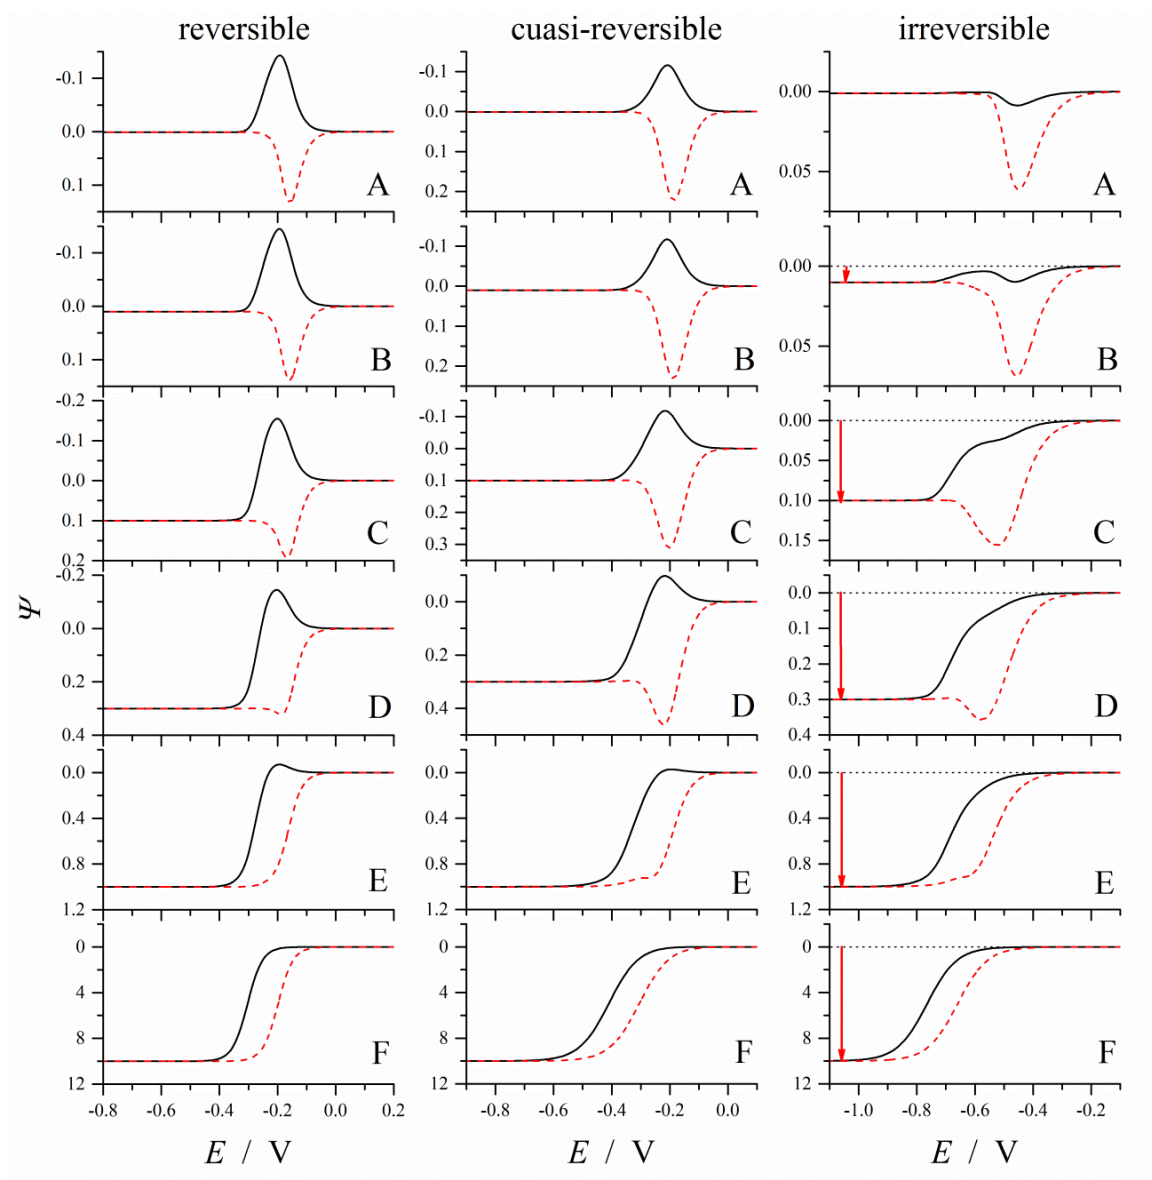 reversible cuasi-reversible irreversible
-0.1 -0.1 0.00
0.0 0.0
0.1 0.05
0.1 A 0.2 A A
-0.1 -0.1 0.00
0.0 0.0
0.1 0.05
0.1 B 0.2 B B
-0.2 -0.1 0.00
-0.1 0.0 0.05
0.0 0.1 0.10
0.1 0.2 0.15
0.2 C 0.3 C C
Ψ
-0.2 0.0 0.0
0.0 0.1
0.2 0.2 0.2
0.4 0.3
0.4 D D 0.4 D
0.0 0.0 0.0
0.4 0.4 0.4
0.8 0.8 0.8
1.2 E 1.2 E 1.2 E
0 0 0
4 4 4
8 8 8
12 F 12 F 12 F
-0.8 -0.6 -0.4 -0.2 0.0 0.2 -0.8 -0.6 -0.4 -0.2 0.0 -1.0 -0.8 -0.6 -0.4 -0.2
E / V E / V E / V